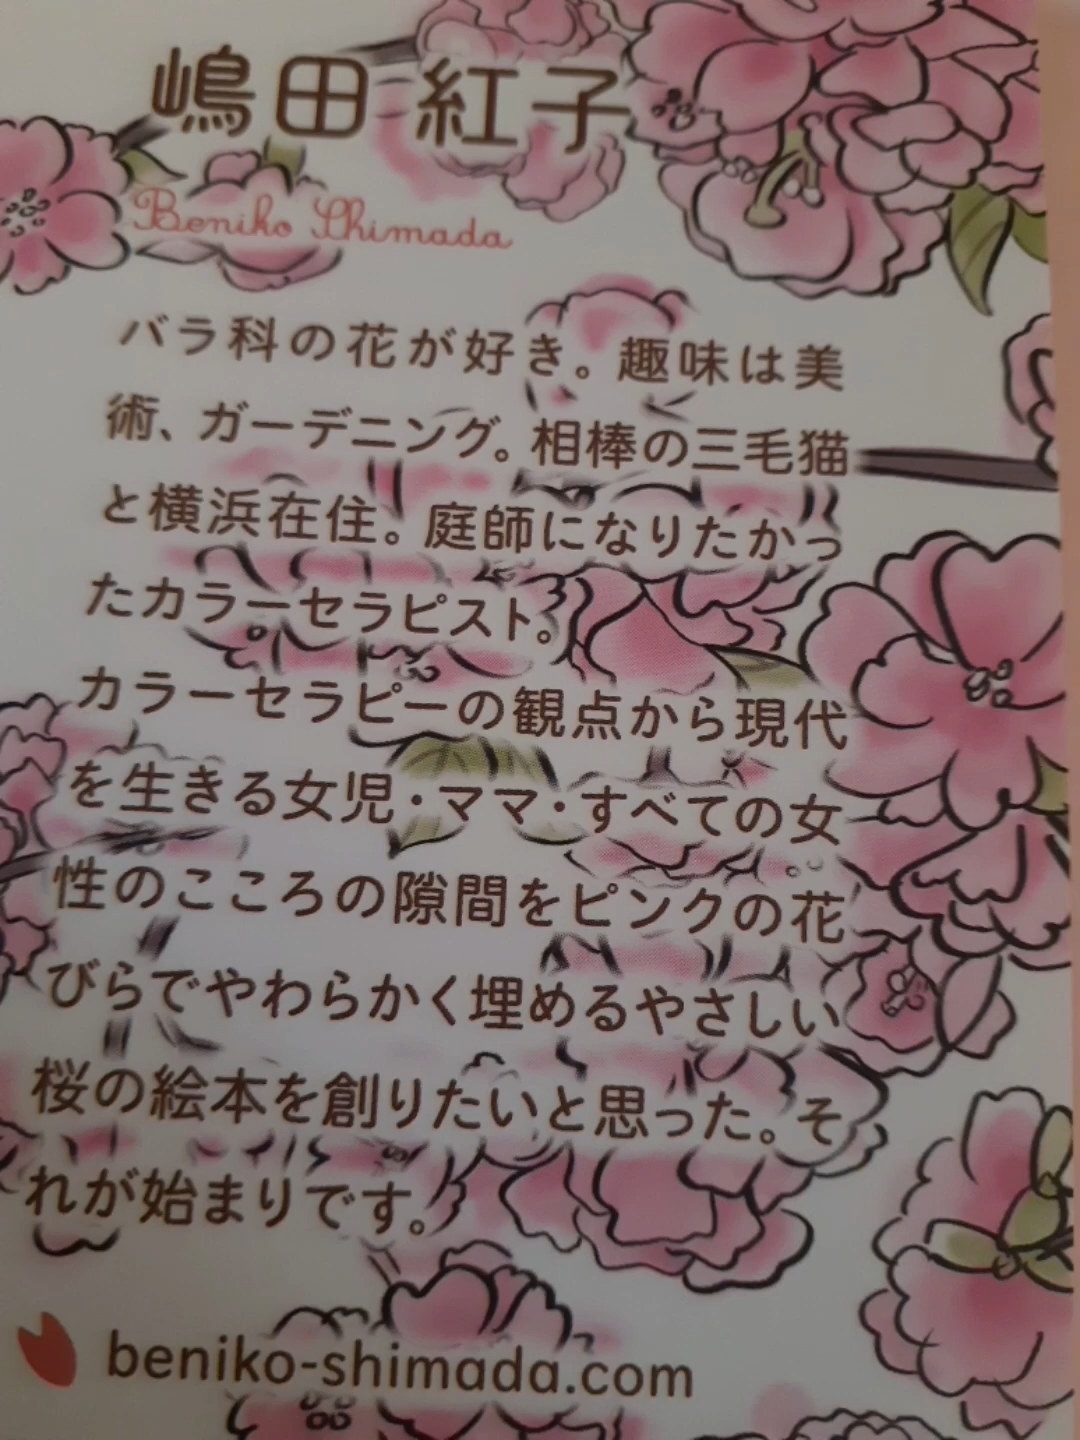 嶋田 紅子
Beniko Shimada
バラ科の花が好き。趣味は美
術、ガーデニング。相棒の三毛猫
と横浜在住。庭師になりたかっ
たカラーセラピスト。
カラーセラピーの観点から現代
を生きる女児・ママ・すべての女
性のこころの隙間をピンクの花
びらでやわらかく埋めるやさしい
桜の絵本を創りたいと思った。そ
れが始まりです。
beniko-shimada.com